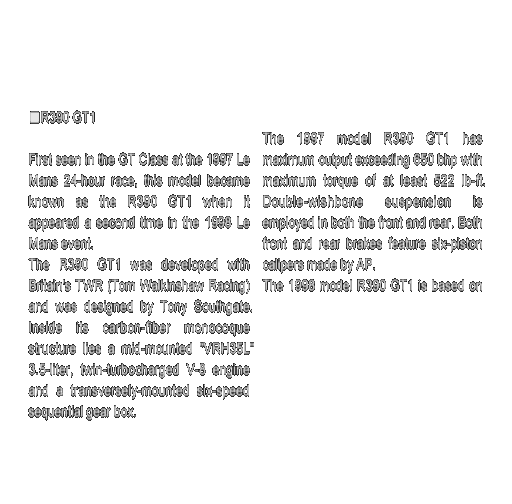 ■R390 GT1
First seen in the GT Class at the 1997 Le
Mans 24-hour race, this model became
known as the R390 GT1 when it
appeared a second time in the 1998 Le
Mans event.
The R390 GT1 was developed with
Britain's TWR (Tom Walkinshaw Racing)
and was designed by Tony Southgate.
Inside its carbon-fiber monocoque
structure lies a mid-mounted "VRH35L"
3.5-liter, twin-turbocharged V-8 engine
and a transversely-mounted six-speed
sequential gear box.
The 1997 model R390 GT1 has
maximum output exceeding 650 bhp with
maximum torque of at least 522 lb-ft.
Double-wishbone suspension is
employed in both the front and rear. Both
front and rear brakes feature six-piston
calipers made by AP.
The 1998 model R390 GT1 is based on